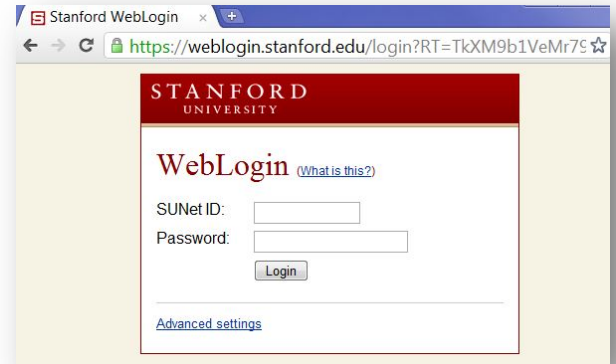 Stanford WebLogin
https://weblogin.stanford.edu/login?RT=TkXM9b1VeMr79
STANFORD
UNIVERSITY
WebLogin (What is this?)
SUNet ID:
Password:
Login
Advanced settings